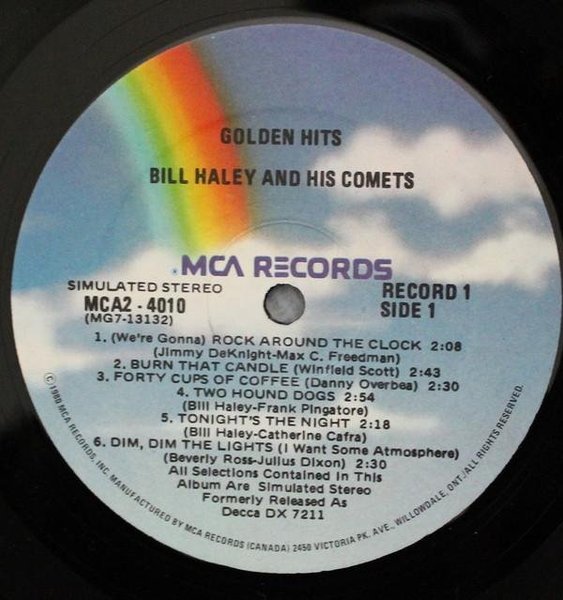 GOLDEN HITS
BILL HALEY AND HIS COMETS
MCA RECORDS
SIMULATED STEREO
MCA2 - 4010
(MG7-13132)
RECORD 1
SIDE 1
1. (We're Gonna) ROCK AROUND THE CLOCK 2:08
(Jimmy DeKnight-Max C. Freedman)
2. BURN THAT CANDLE (Winfield Scott) 2:43
3. FORTY CUPS OF COFFEE (Danny Overbea) 2:30
4. TWO HOUND DOGS 2:54
(Bill Haley-Frank Pingatore)
5. TONIGHT'S THE NIGHT 2:18
(Bill Haley-Catherine Cafra)
6. DIM, DIM THE LIGHTS (I Want Some Atmosphere)
(Beverly Ross-Julius Dixon) 2:30
All Selections Contained In This
Album Are Simulated Stereo
Formerly Released As
Decca DX 7211
© 1980 MCA RECORDS, INC. MANUFACTURED BY MCA RECORDS (CANADA) 2450 VICTORIA PK. AVE., WILLOWDALE, ONT./ALL RIGHTS RESERVED.